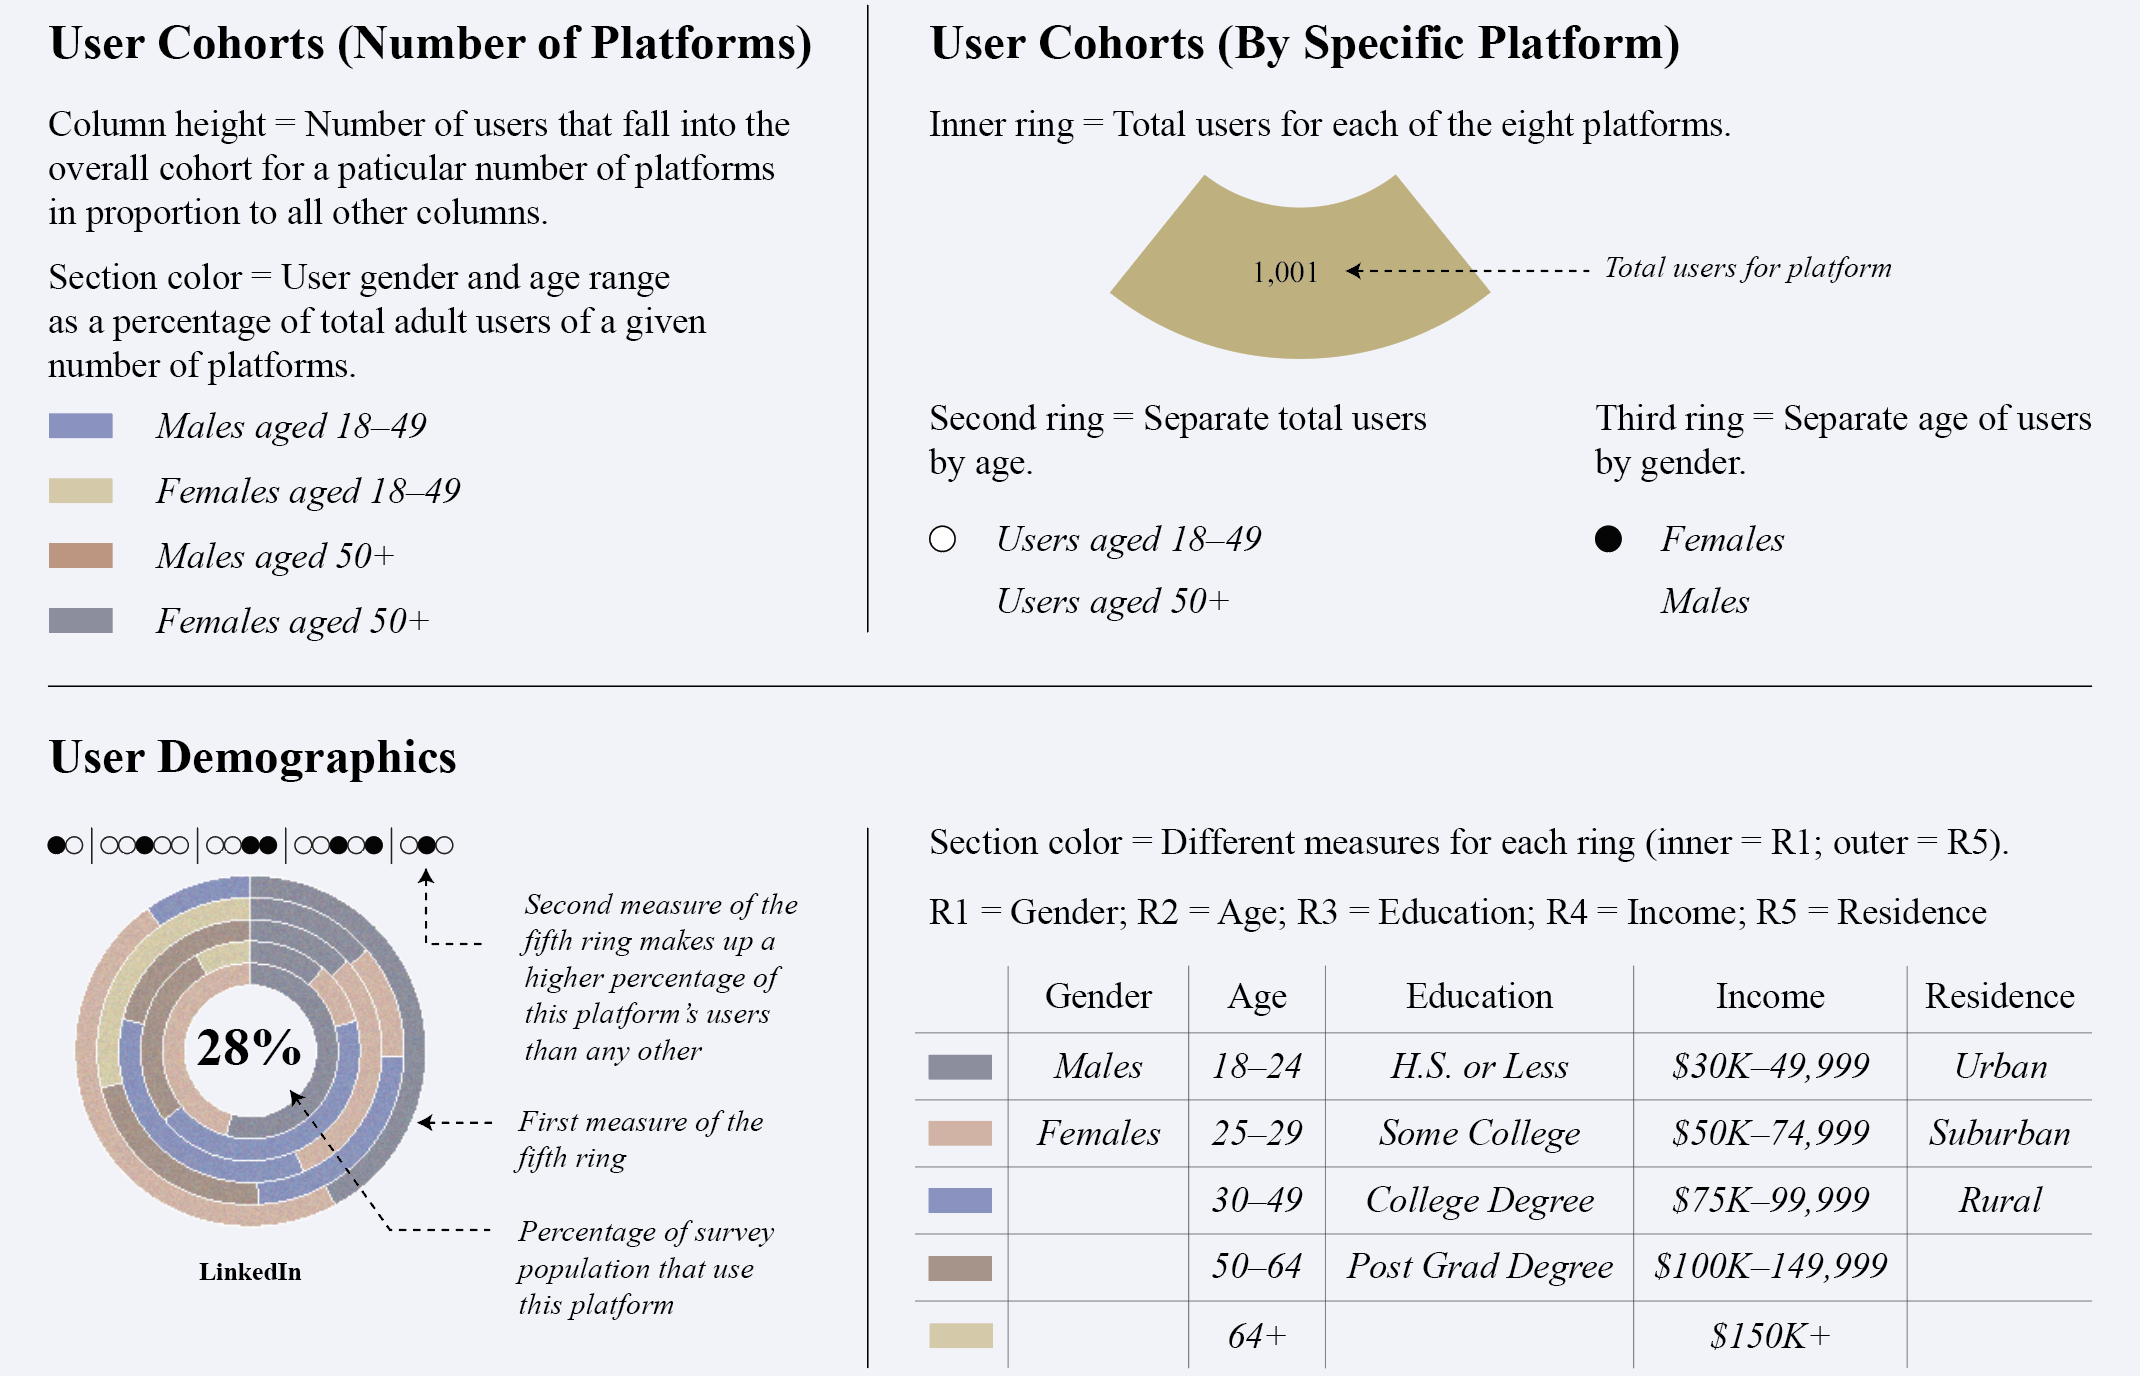 User Cohorts (Number of Platforms)
Column height = Number of users that fall into the
overall cohort for a paticular number of platforms
in proportion to all other columns.
Section color = User gender and age range
as a percentage of total adult users of a given
number of platforms.
Males aged 18–49
Females aged 18–49
Males aged 50+
Females aged 50+
User Cohorts (By Specific Platform)
Inner ring = Total users for each of the eight platforms.
1,001
Total users for platform
Second ring = Separate total users
by age.
Users aged 18–49
Users aged 50+
Third ring = Separate age of users
by gender.
Females
Males
User Demographics
28%
LinkedIn
Second measure of the
fifth ring makes up a
higher percentage of
this platform’s users
than any other
First measure of the
fifth ring
Percentage of survey
population that use
this platform
Section color = Different measures for each ring (inner = R1; outer = R5).
R1 = Gender; R2 = Age; R3 = Education; R4 = Income; R5 = Residence
Gender Age Education Income Residence
Males 18–24 H.S. or Less $30K–49,999 Urban
Females 25–29 Some College $50K–74,999 Suburban
30–49 College Degree $75K–99,999 Rural
50–64 Post Grad Degree $100K–149,999
64+ $150K+